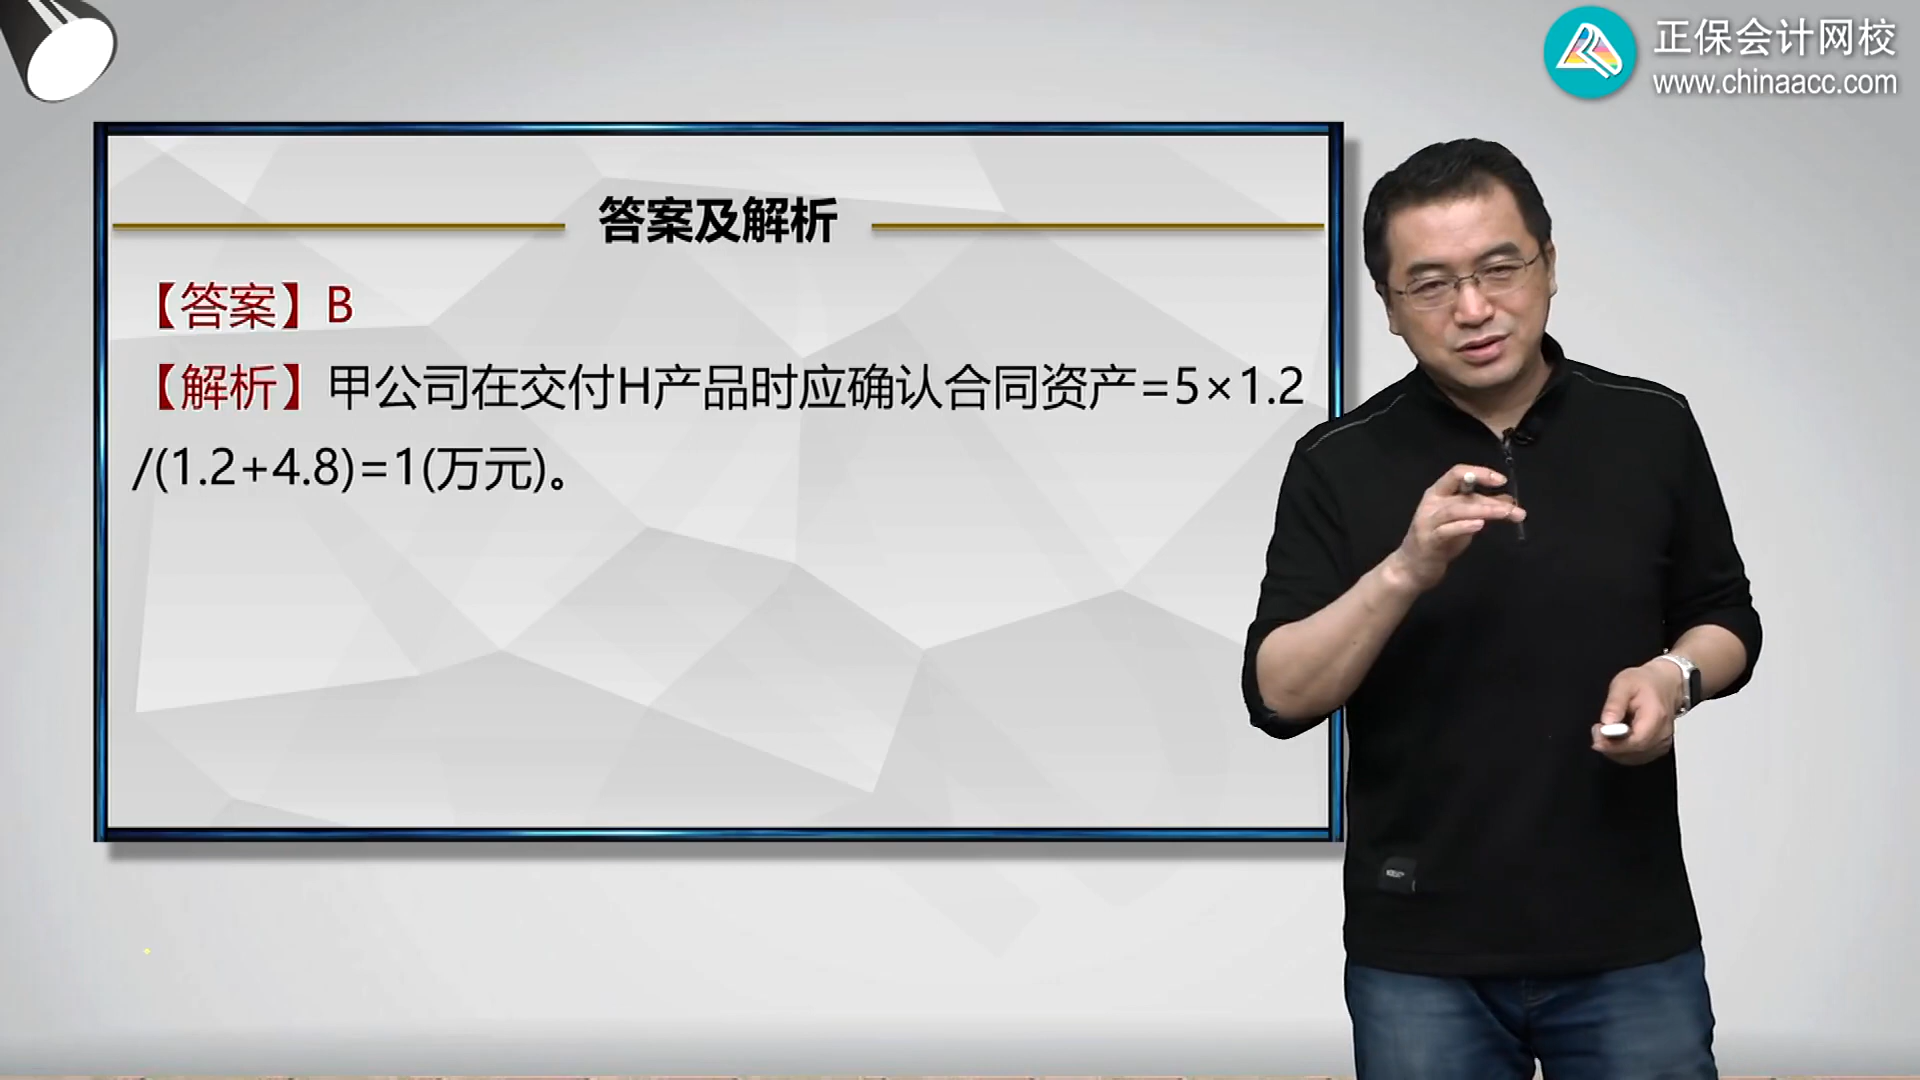 正保会计网校
www.chinaacc.com
答案及解析
【答案】B
【解析】甲公司在交付H产品时应确认合同资产=5×1.2
/(1.2+4.8)=1(万元)。